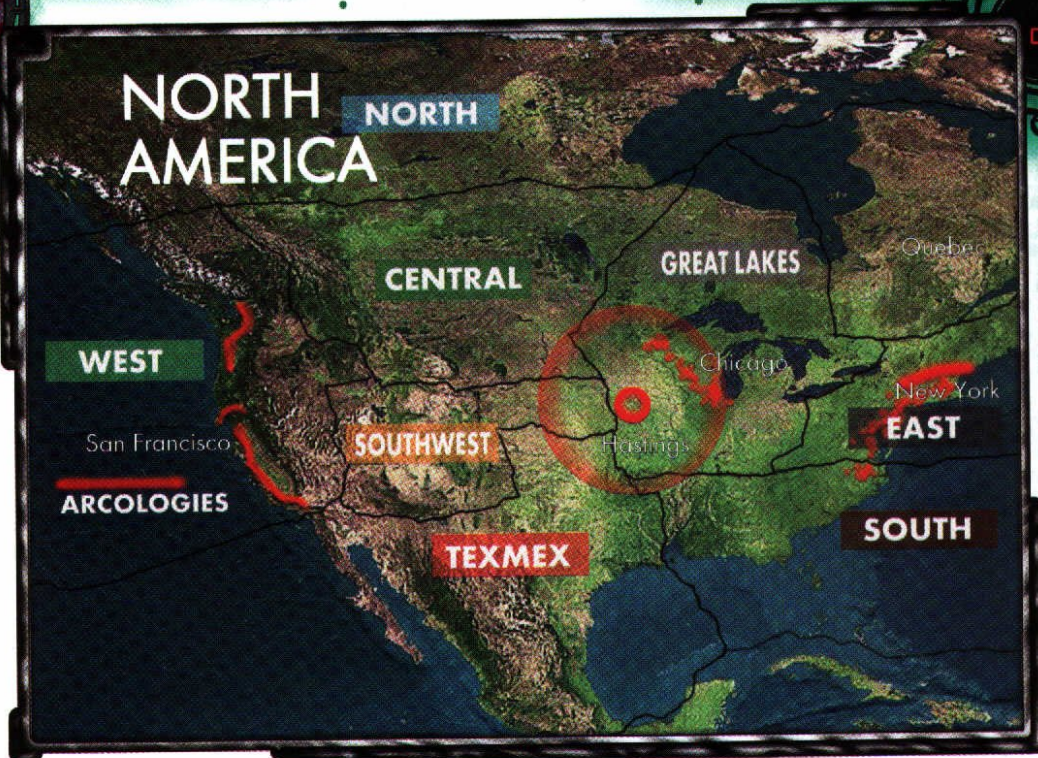 NORTH
AMERICA
NORTH
CENTRAL
GREAT LAKES
Quebec
WEST
Chicago
New York
EAST
San Francisco
SOUTHWEST
Hastings
ARCOLOGIES
SOUTH
TEXMEX